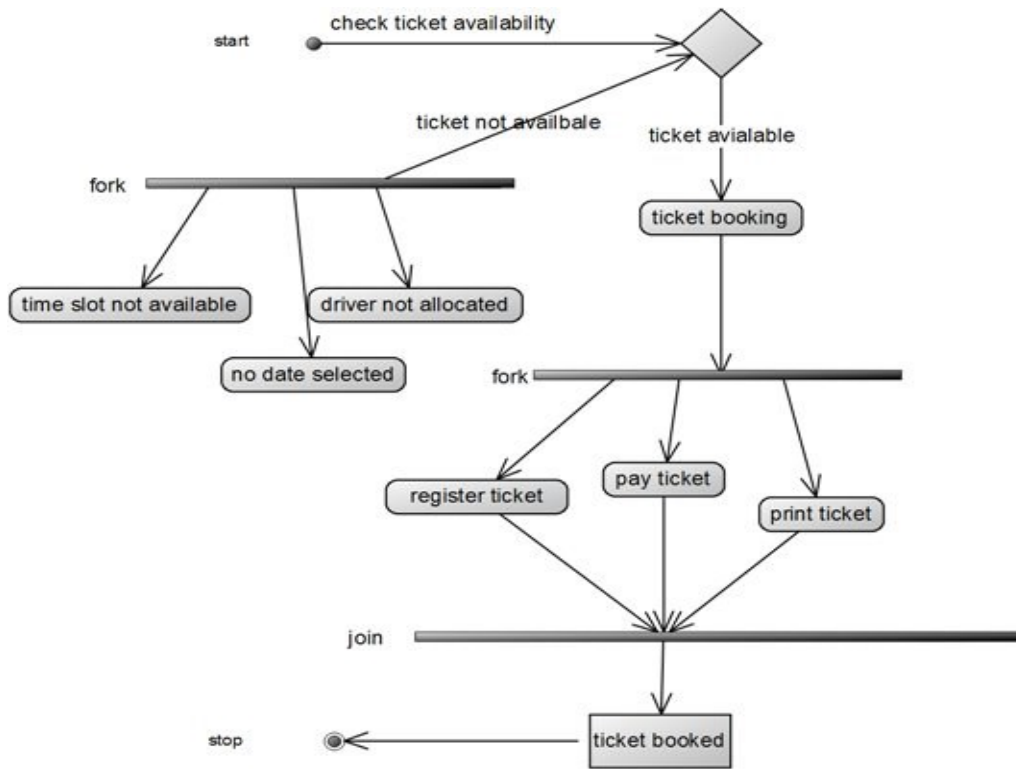 check ticket availability
start
ticket not availbale
ticket avialable
fork
ticket booking
time slot not available
driver not allocated
no date selected
fork
register ticket
pay ticket
print ticket
join
ticket booked
stop